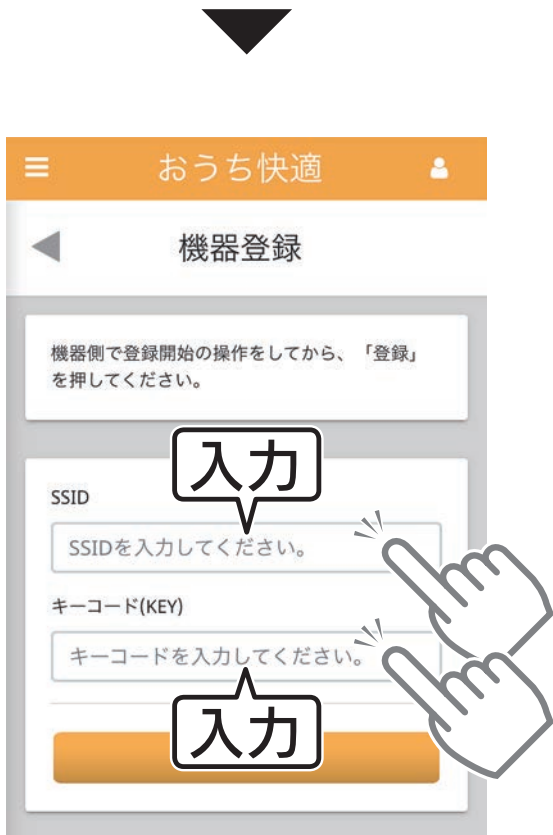 おうち快適
機器登録
機器側で登録開始の操作をしてから、「登録」
を押してください。
入力
SSID
SSIDを入力してください。
キーコード(KEY)
キーコードを入力してください。
入力